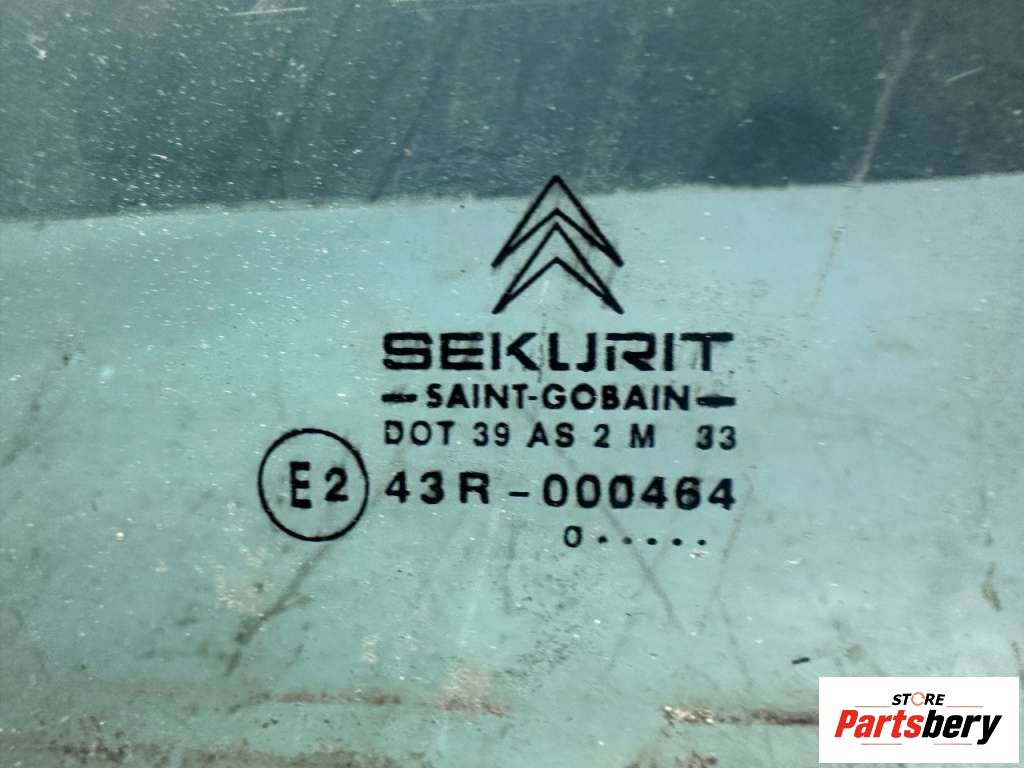 SEKURIT
SAINT-GOBAIN
DOT 39 AS 2 M 33
E2 43R-000464
0.....
STORE
Partsbery